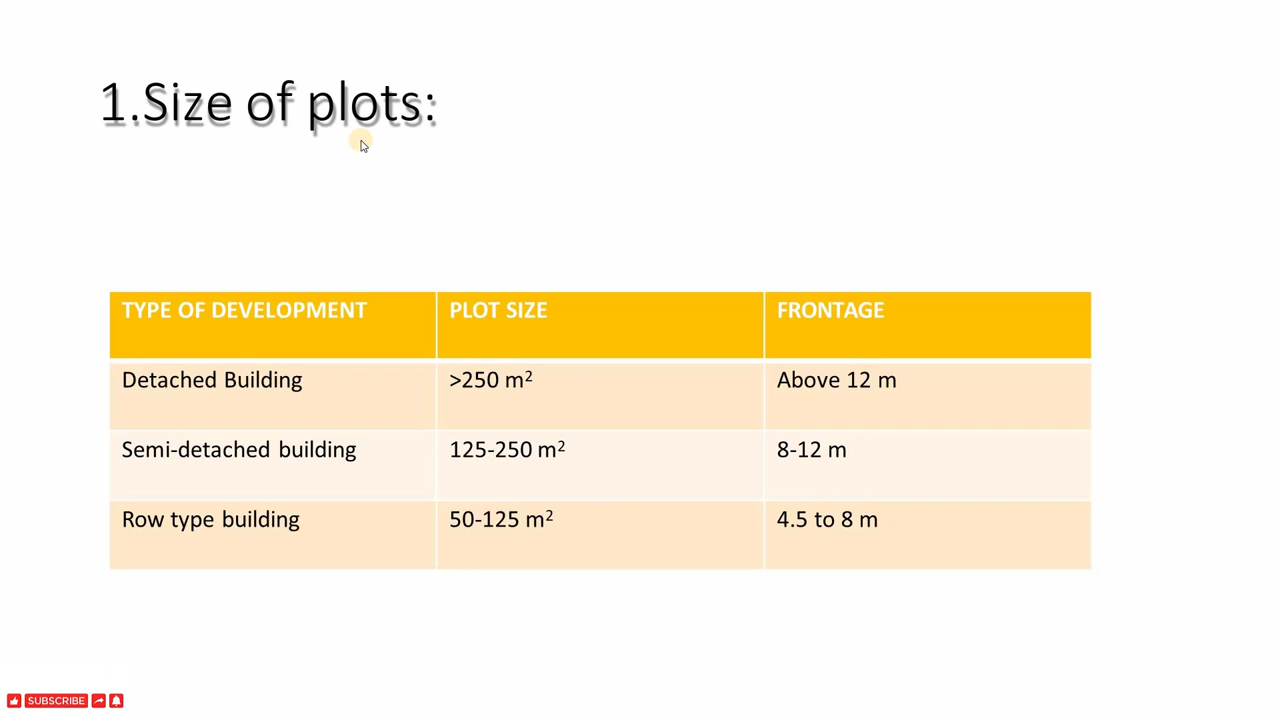 1.Size of plots:
TYPE OF DEVELOPMENT PLOT SIZE FRONTAGE
Detached Building >250 m² Above 12 m
Semi-detached building 125-250 m² 8-12 m
Row type building 50-125 m² 4.5 to 8 m
SUBSCRIBE